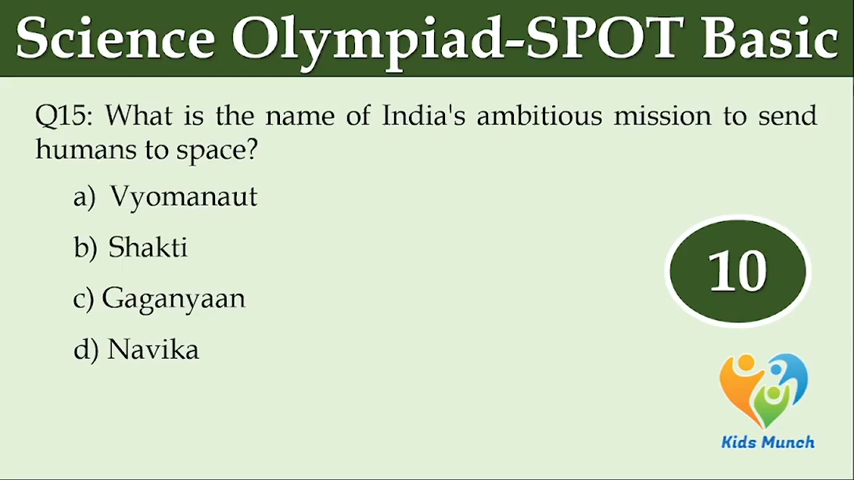 Science Olympiad-SPOT Basic
Q15: What is the name of India's ambitious mission to send
humans to space?
a) Vyomanaut
b) Shakti
c) Gaganyaan
d) Navika
10
Kids Munch